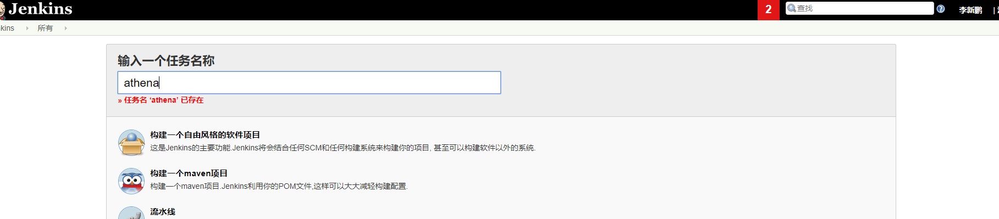 Jenkins
2
查找
李新鹏
|
kins
所有
输入一个任务名称
athena
» 任务名 ‘athena’ 已存在
构建一个自由风格的软件项目
这是Jenkins的主要功能.Jenkins将会结合任何SCM和任何构建系统来构建你的项目, 甚至可以构建软件以外的系统.
构建一个maven项目
构建一个maven项目.Jenkins利用你的POM文件,这样可以大大减轻构建配置.
流水线